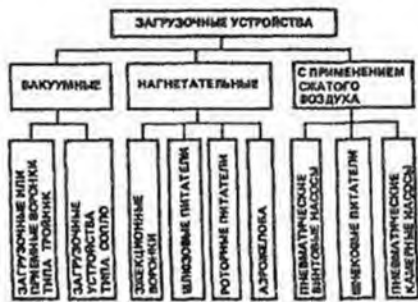 ЗАГРУЗОЧНЫЕ УСТРОЙСТВА
ВАКУУМНЫЕ
НАГНЕТАТЕЛЬНЫЕ
С ПРИМЕНЕНИЕМ
СЖАТОГО
ВОЗДУХА
ЗАГРУЗОЧНЫЕ ИЛИ
ПРИЕМНЫЕ ВОРОНКИ
ТИПА ТРОЙНИК
ЗАГРУЗОЧНЫЕ
УСТРОЙСТВА
ТИПА СОПЛО
ЭЖЕКЦИОННЫЕ
ВОРОНКИ
ШЛЮЗОВЫЕ ПИТАТЕЛИ
РОТОРНЫЕ ПИТАТЕЛИ
АЭРОЖЕЛОБА
ПНЕВМАТИЧЕСКИЕ
ВИНТОВЫЕ НАСОСЫ
ШНЕКОВЫЕ ПИТАТЕЛИ
ПНЕВМАТИЧЕСКИЕ
КАМЕРНЫЕ НАСОСЫ